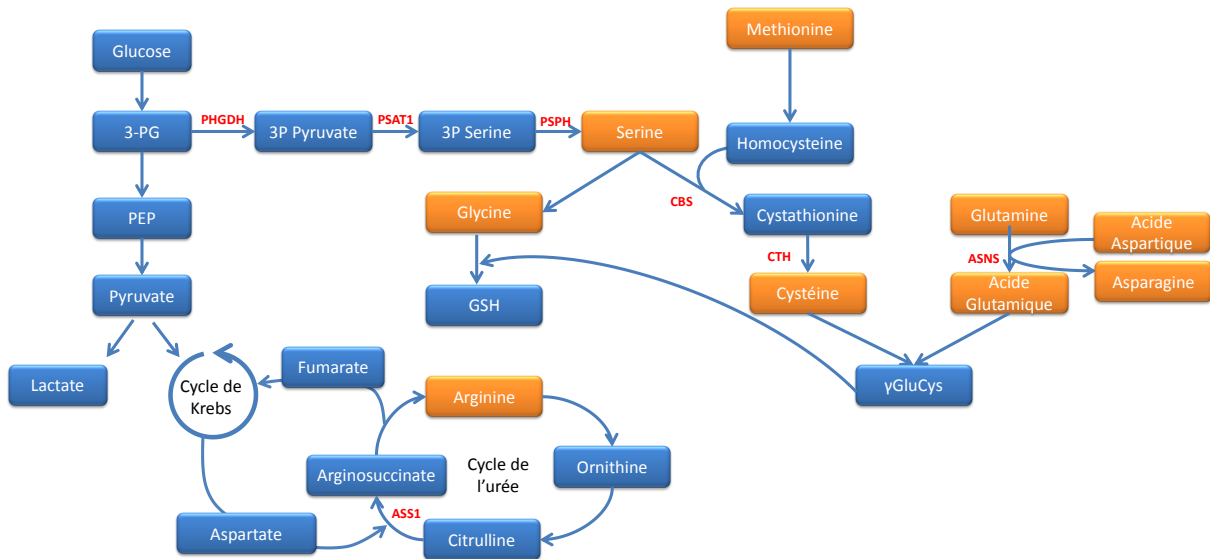 Methionine
Glucose
3-PG
PHGDH
3P Pyruvate
PSAT1
3P Serine
PSPH
Serine
Homocysteine
CBS
PEP
Glycine
Cystathionine
Glutamine
Acide
Aspartique
CTH
ASNS
Pyruvate
GSH
Cystéine
Acide
Glutamique
Asparagine
Lactate
Cycle de
Krebs
Fumarate
Arginine
γGluCys
Arginosuccinate
Cycle de
l'urée
Ornithine
ASS1
Aspartate
Citrulline